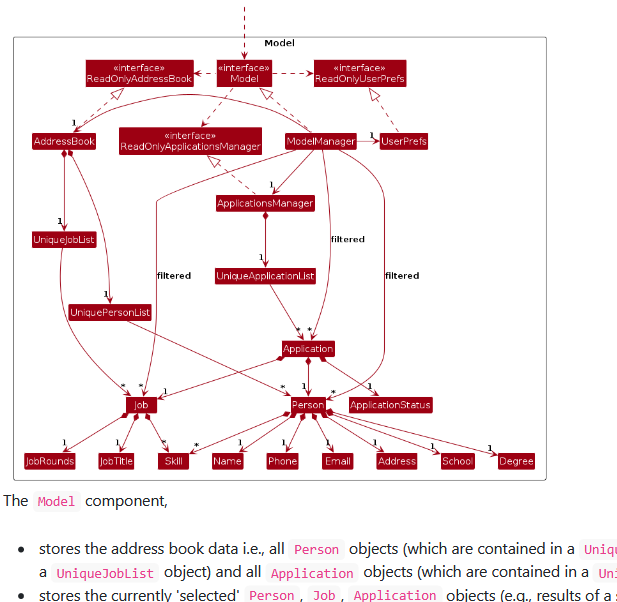 Model
«interface»
ReadOnlyAddressBook
«interface»
Model
«interface»
ReadOnlyUserPrefs
1
AddressBook
«interface»
ReadOnlyApplicationsManager
ModelManager
1
UserPrefs
1
ApplicationsManager
1
UniqueJobList
filtered
1
UniqueApplicationList
filtered
filtered
1
UniquePersonList
* *
Application
* * 1 * 1 * 1
Job
Person
ApplicationStatus
1 1 * * 1 1 1 1 1 1
JobRounds
JobTitle
Skill
Name
Phone
Email
Address
School
Degree
The Model component,
stores the address book data i.e., all Person objects (which are contained in a
a UniqueJobList object) and all Application objects (which are contained in a
stores the currently 'selected' Person, Job, Application objects (e.g., results of a